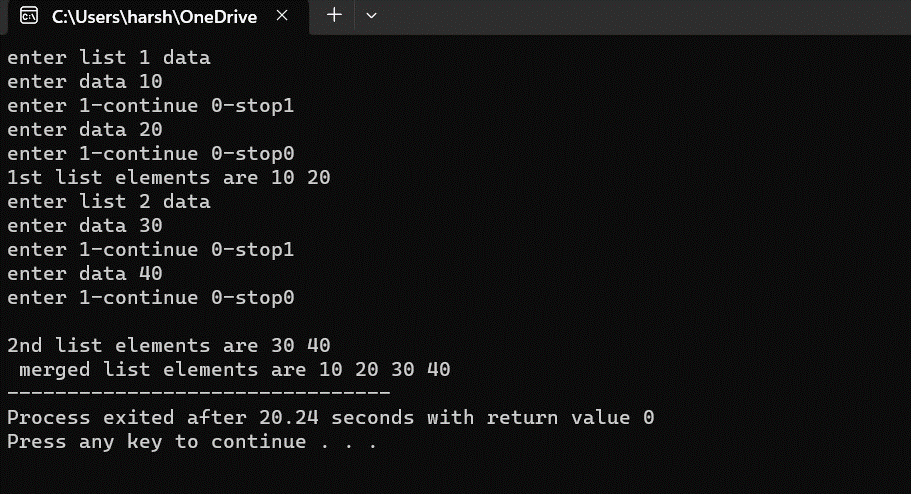 C:\Users\harsh\OneDrive
enter list 1 data
enter data 10
enter 1-continue 0-stop1
enter data 20
enter 1-continue 0-stop0
1st list elements are 10 20
enter list 2 data
enter data 30
enter 1-continue 0-stop1
enter data 40
enter 1-continue 0-stop0
2nd list elements are 30 40
 merged list elements are 10 20 30 40
--------------------------------
Process exited after 20.24 seconds with return value 0
Press any key to continue . . .